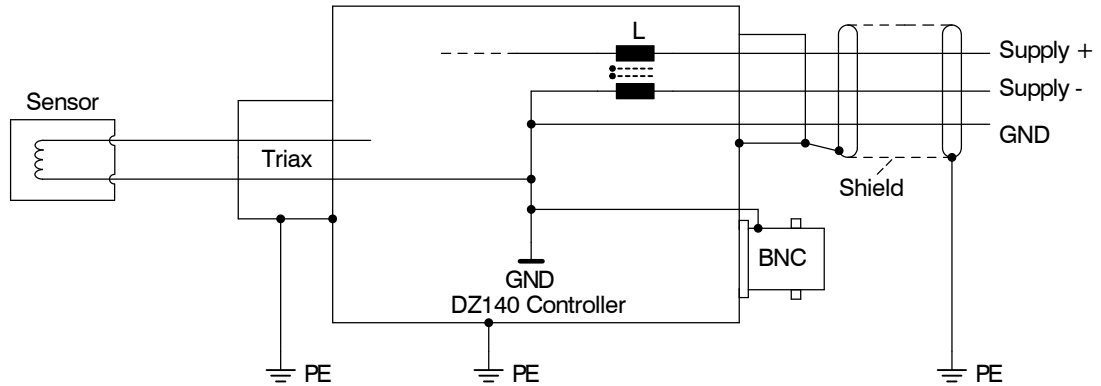 L
Supply +
Supply -
Sensor
GND
Triax
Shield
BNC
GND
DZ140 Controller
PE
PE
PE